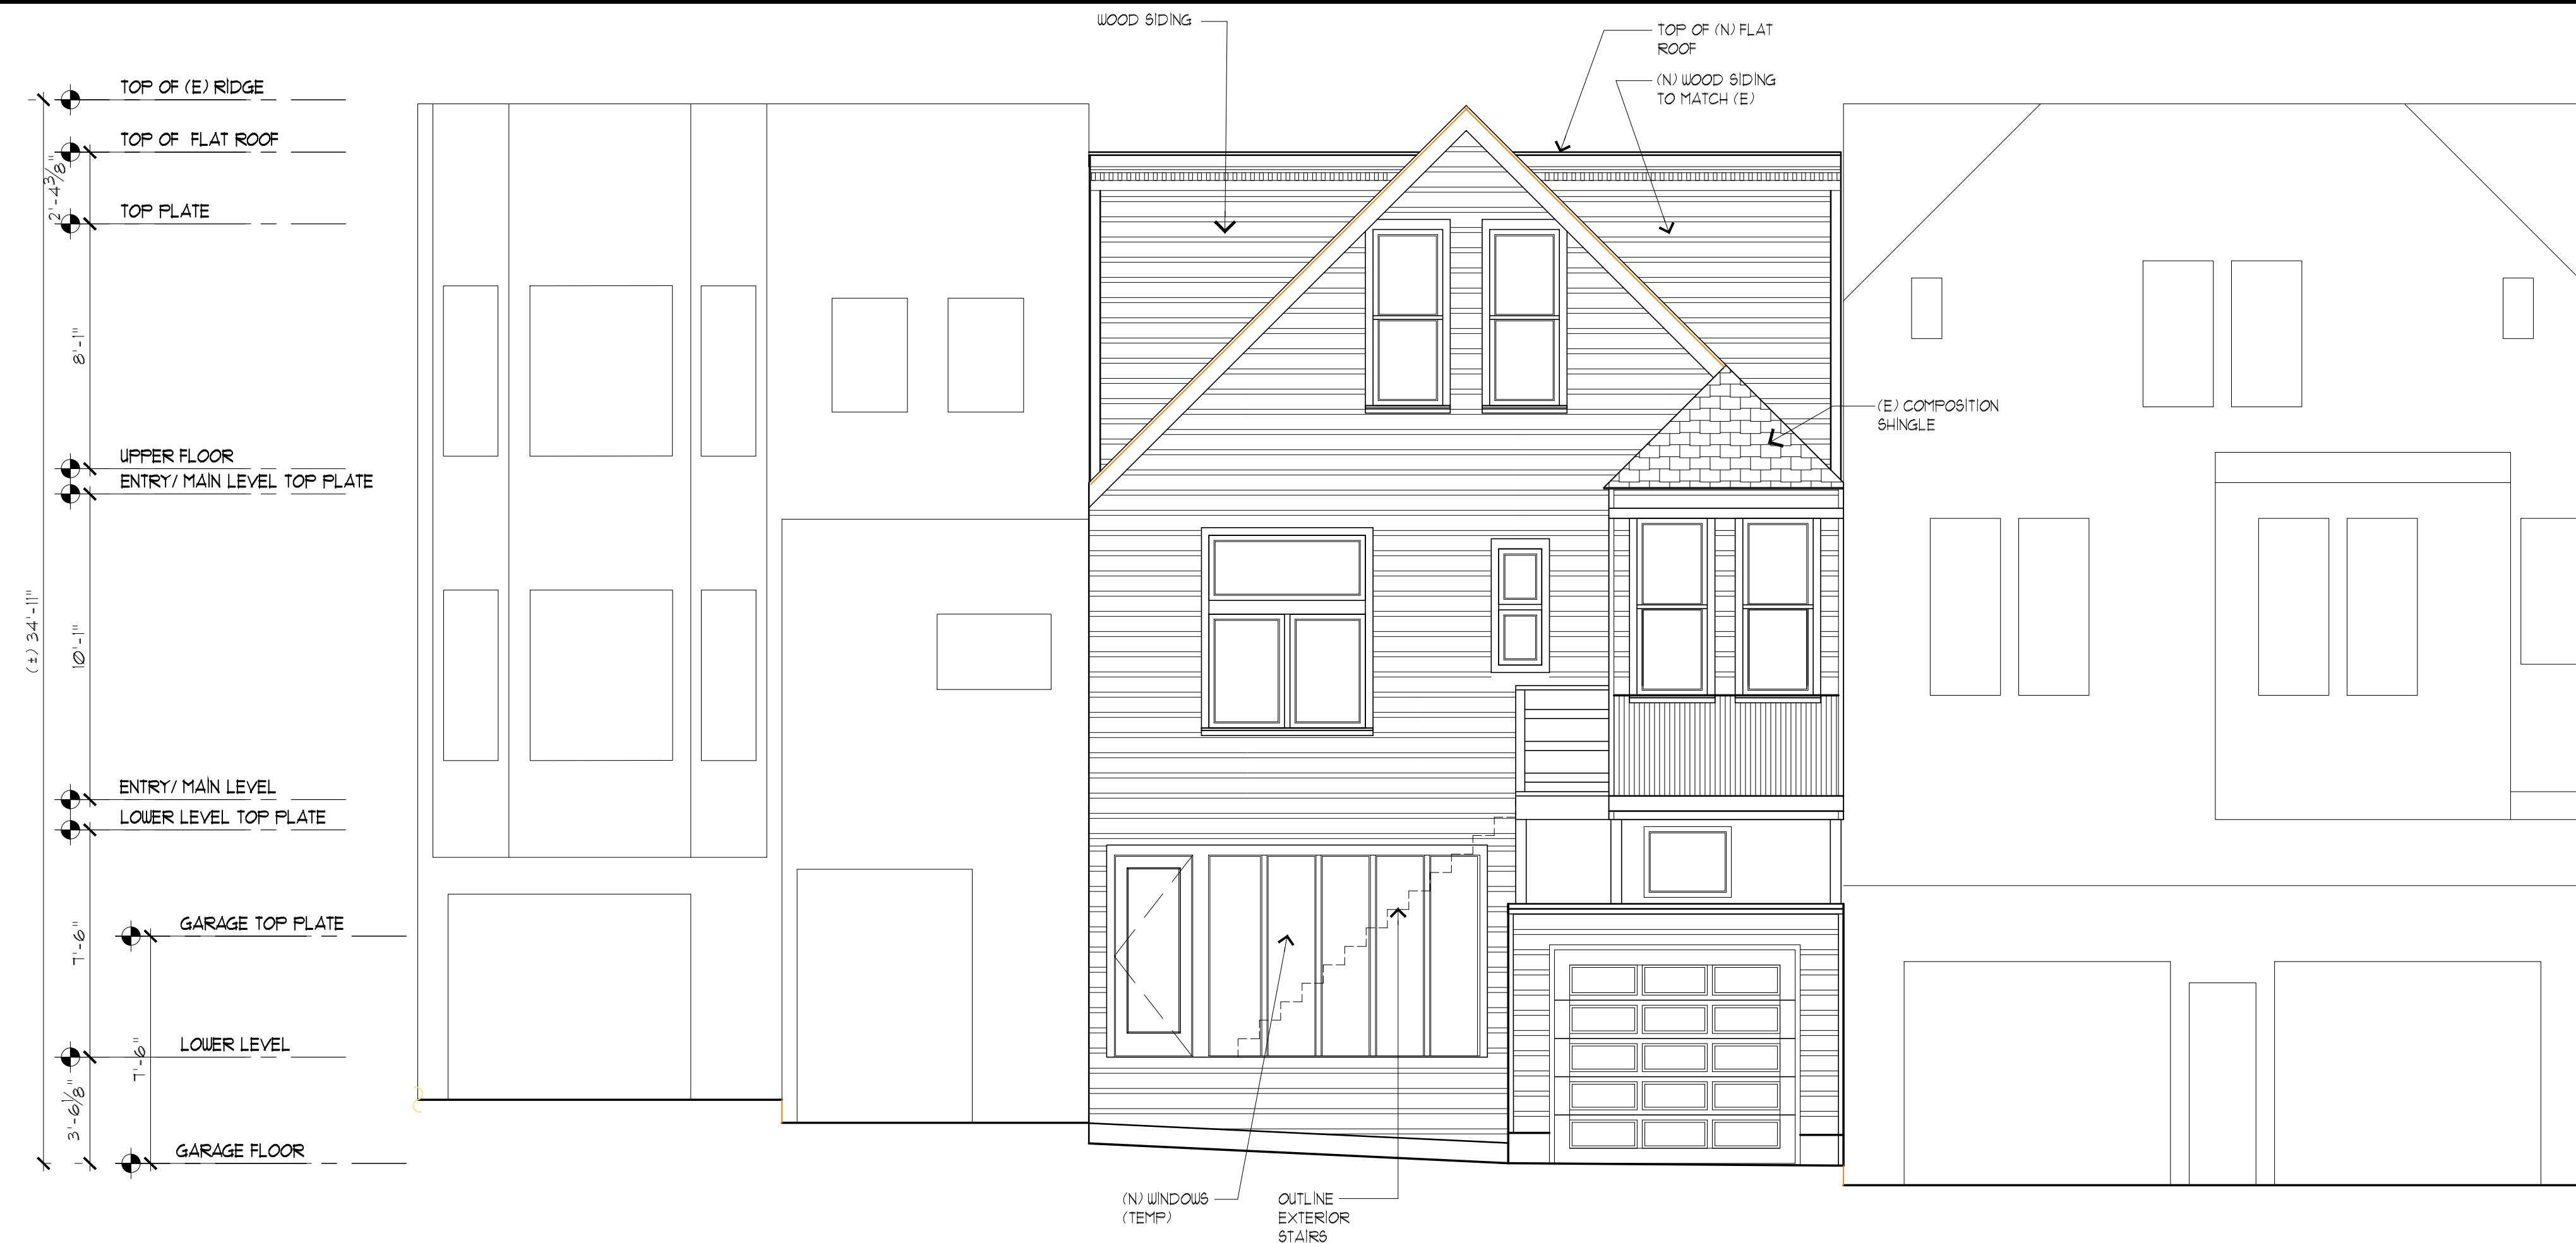 WOOD SIDING
TOP OF (N) FLAT
ROOF
(N) WOOD SIDING
TO MATCH (E)
TOP OF (E) RIDGE
TOP OF FLAT ROOF
2'-4 3/8"
TOP PLATE
8'-1"
(E) COMPOSITION
SHINGLE
UPPER FLOOR
ENTRY/ MAIN LEVEL TOP PLATE
(±) 34'-11"
10'-1"
ENTRY/ MAIN LEVEL
LOWER LEVEL TOP PLATE
GARAGE TOP PLATE
7'-6"
LOWER LEVEL
7'-6"
3'-6 1/8"
GARAGE FLOOR
(N) WINDOWS
(TEMP)
OUTLINE
EXTERIOR
STAIRS